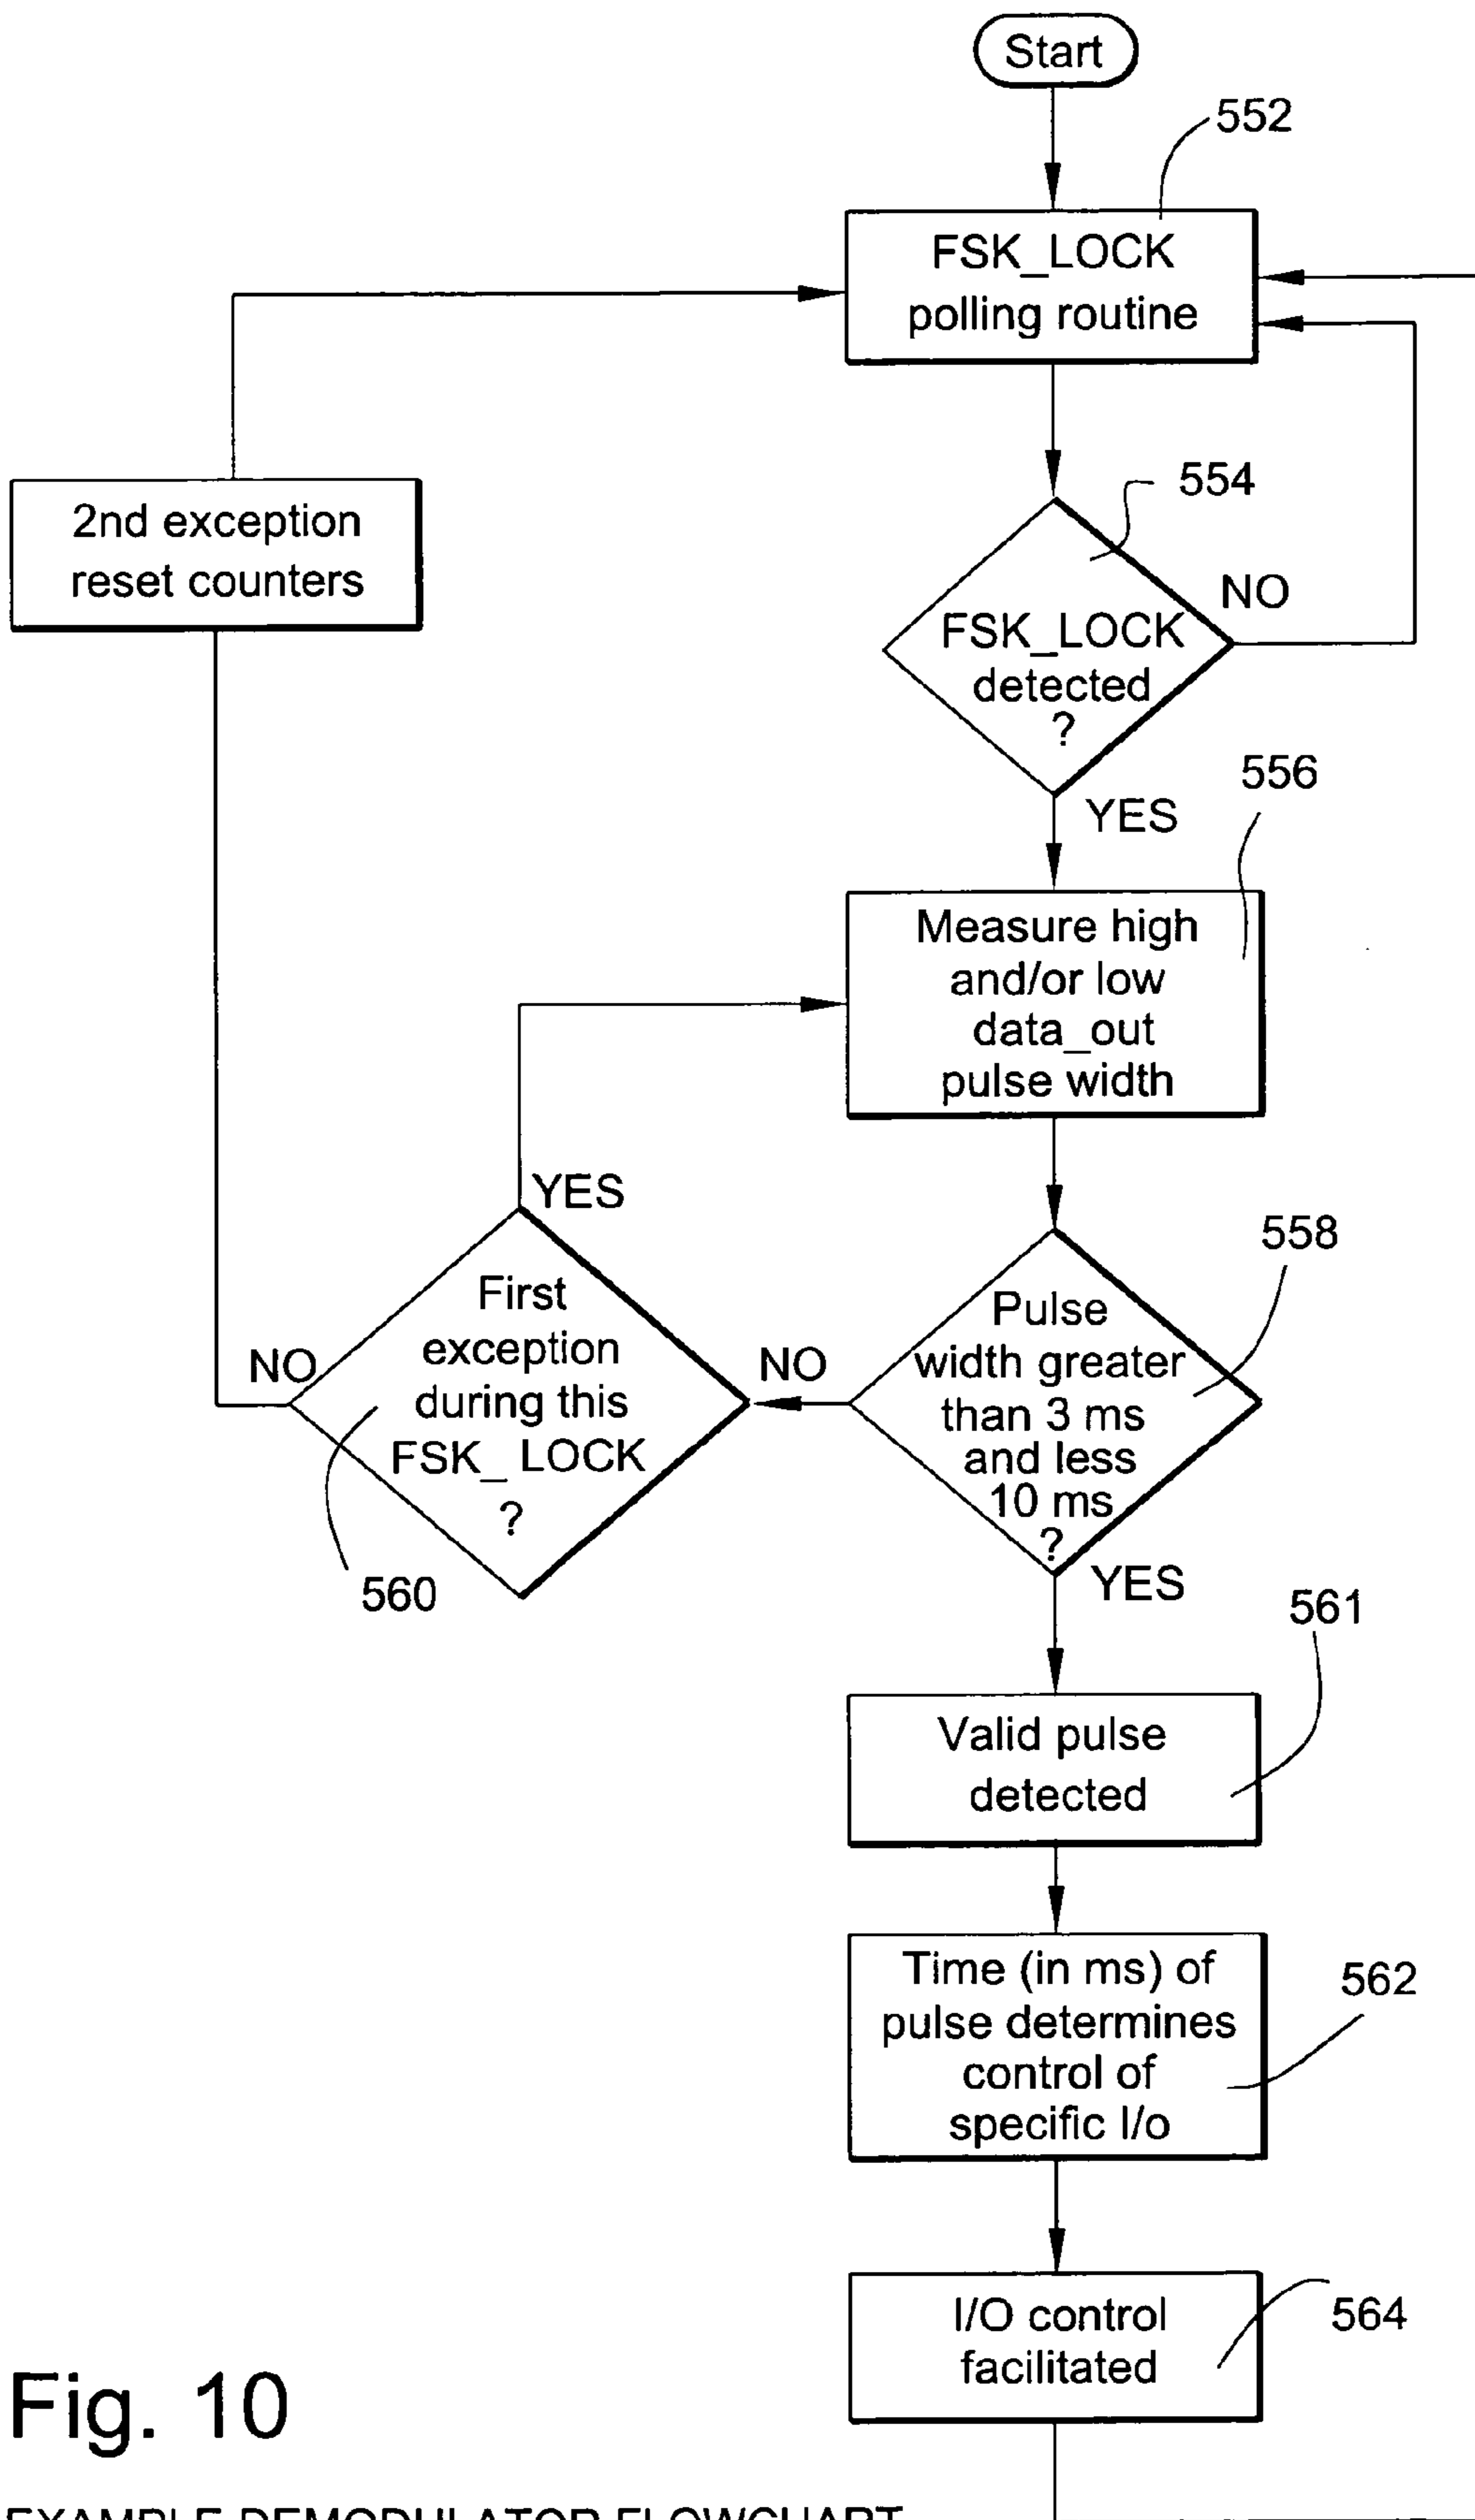 Start
552
FSK_LOCK
polling routine
2nd exception
reset counters
554
FSK_LOCK
detected
?
NO
YES
556
Measure high
and/or low
data_out
pulse width
YES
558
First
exception
during this
FSK_ LOCK
?
NO
NO
Pulse
width greater
than 3 ms
and less
10 ms
?
560
YES
561
Valid pulse
detected
Time (in ms) of
pulse determines
control of
specific I/o
562
I/O control
facilitated
564
Fig. 10
EXAMPLE DEMODULATOR FLOWCHART